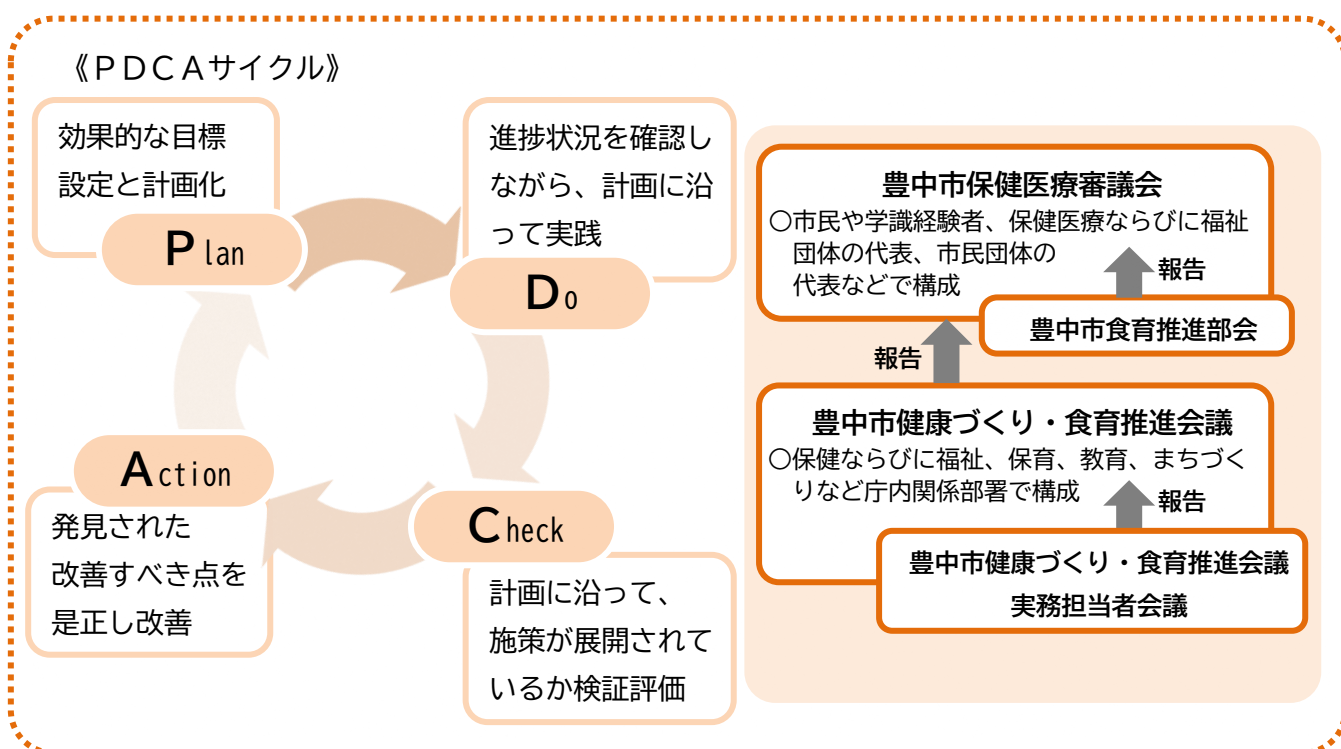 《ＰＤＣＡサイクル》
効果的な目標
設定と計画化
Plan
進捗状況を確認し
ながら、計画に沿
って実践
Do
Check
計画に沿って、
施策が展開されて
いるか検証評価
Action
発見された
改善すべき点を
是正し改善
豊中市保健医療審議会
○市民や学識経験者、保健医療ならびに福祉
団体の代表、市民団体の
代表などで構成
報告
豊中市食育推進部会
報告
豊中市健康づくり・食育推進会議
○保健ならびに福祉、保育、教育、まちづく
りなど庁内関係部署で構成
報告
豊中市健康づくり・食育推進会議
実務担当者会議